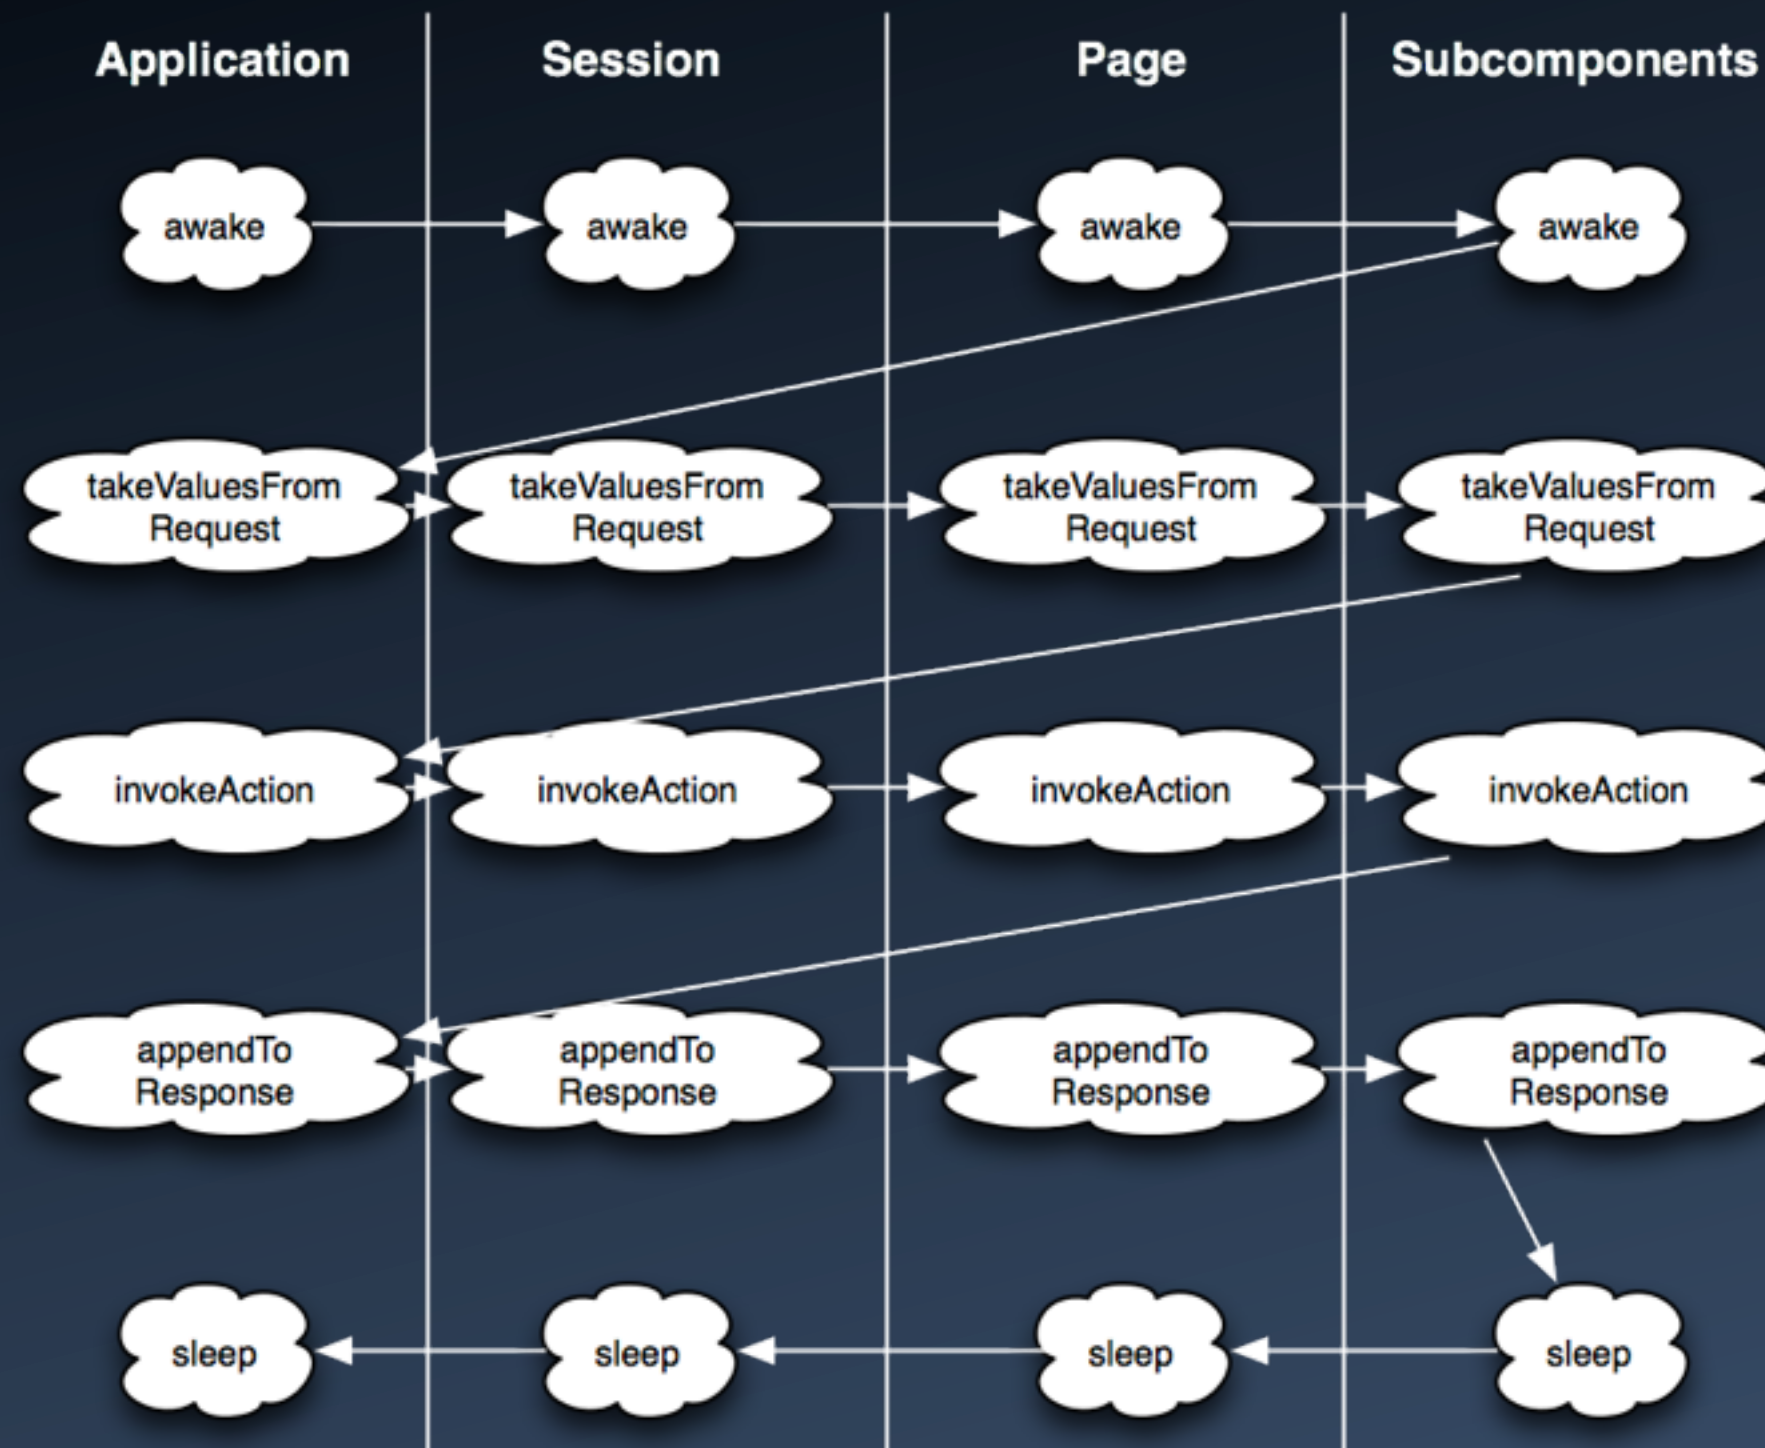 Application
Session
Page
Subcomponents
awake
awake
awake
awake
takeValuesFrom
Request
takeValuesFrom
Request
takeValuesFrom
Request
takeValuesFrom
Request
invokeAction
invokeAction
invokeAction
invokeAction
appendTo
Response
appendTo
Response
appendTo
Response
appendTo
Response
sleep
sleep
sleep
sleep